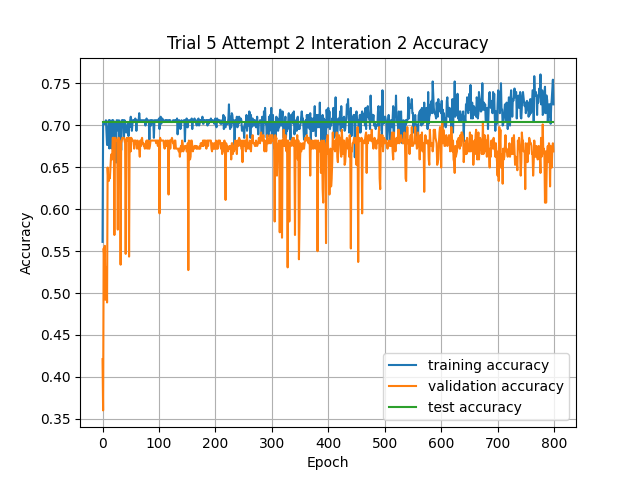 Trial 5 Attempt 2 Interation 2 Accuracy
0.75
0.70
0.65
0.60
0.55
0.50
0.45
0.40
0.35
Accuracy
0 100 200 300 400 500 600 700 800
Epoch
training accuracy
validation accuracy
test accuracy